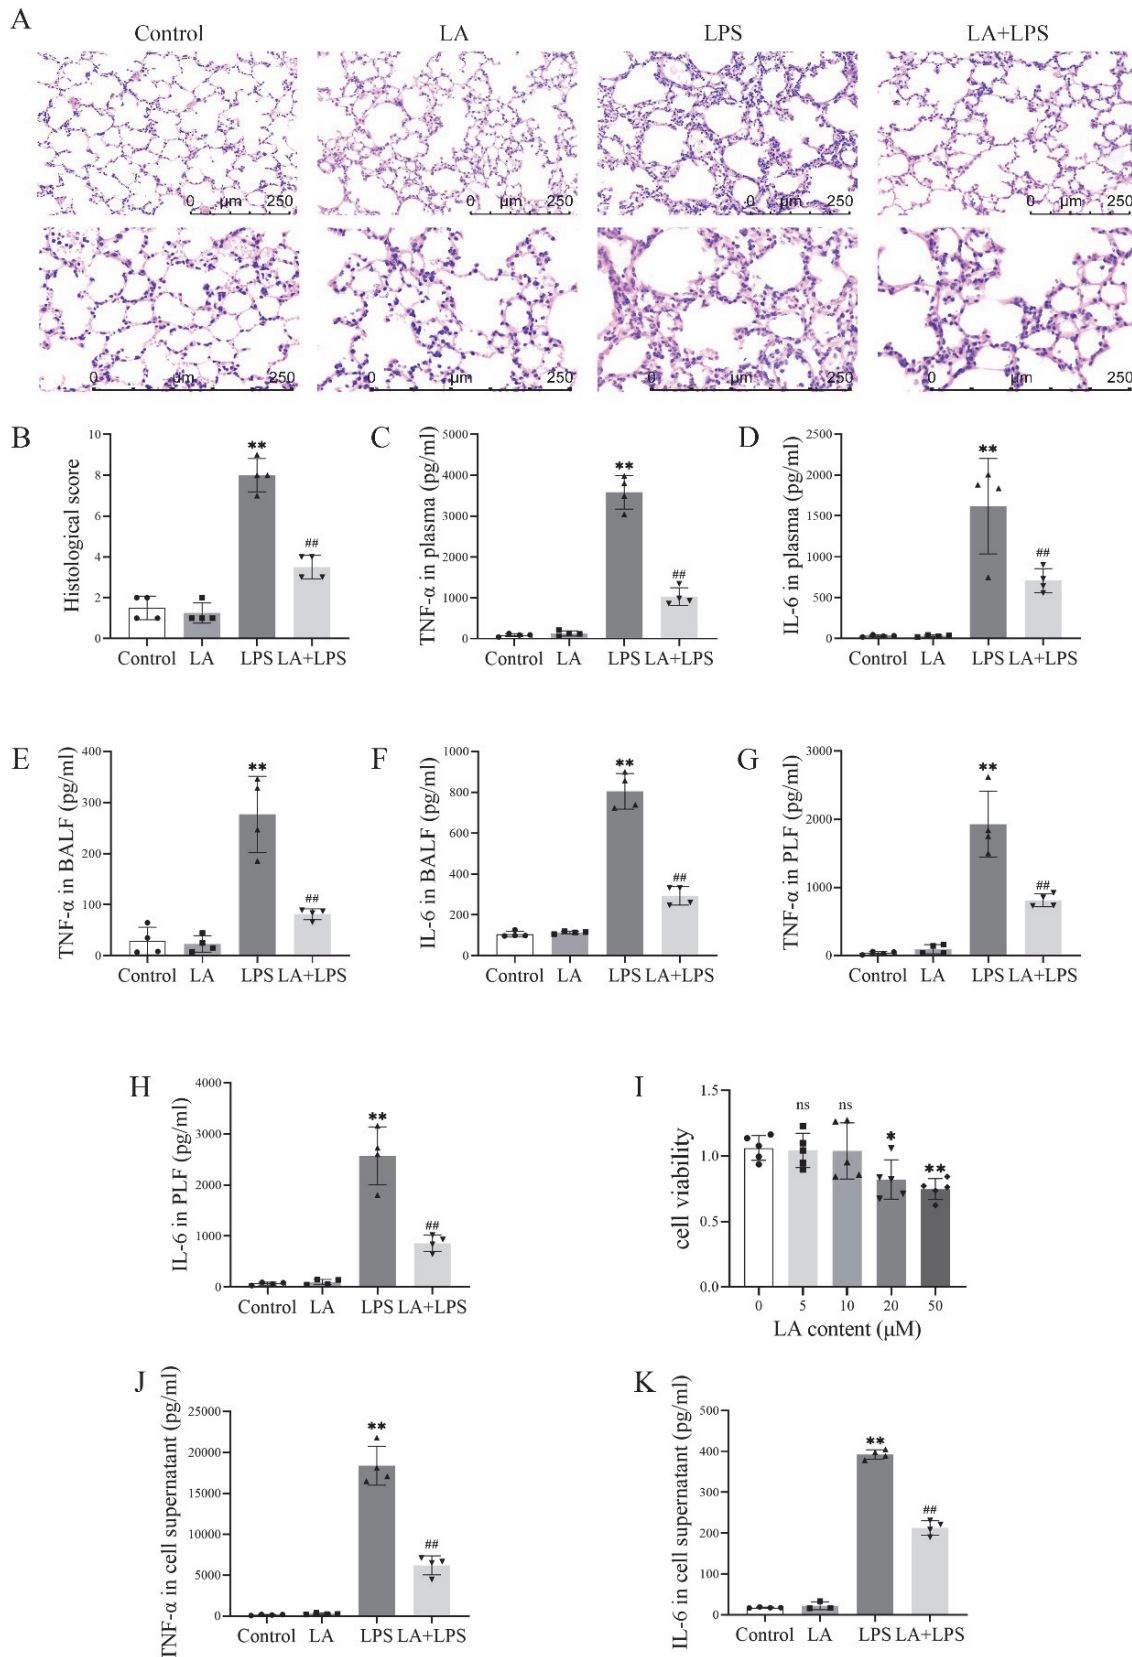 A
Control LA LPS LA+LPS
0 μm 250 0 μm 250 0 μm 250 0 μm 250
0 μm 250 0 μm 250 0 μm 250 0 μm 250
B
Histological score
10
8
6
4
2
0
**
##
Control LA LPS LA+LPS
C
TNF-α in plasma (pg/ml)
5000
4000
3000
2000
1000
0
**
##
Control LA LPS LA+LPS
D
IL-6 in plasma (pg/ml)
2500
2000
1500
1000
500
0
**
##
Control LA LPS LA+LPS
E
TNF-α in BALF (pg/ml)
400
300
200
100
0
**
##
Control LA LPS LA+LPS
F
IL-6 in BALF (pg/ml)
1000
800
600
400
200
0
**
##
Control LA LPS LA+LPS
G
TNF-α in PLF (pg/ml)
3000
2000
1000
0
**
##
Control LA LPS LA+LPS
H
IL-6 in PLF (pg/ml)
4000
3000
2000
1000
0
**
##
Control LA LPS LA+LPS
I
cell viability
1.5
1.0
0.5
0.0
ns ns * **
0 5 10 20 50
LA content (μM)
J
TNF-α in cell supernatant (pg/ml)
25000
20000
15000
10000
5000
0
**
##
Control LA LPS LA+LPS
K
IL-6 in cell supernatant (pg/ml)
500
400
300
200
100
0
**
##
Control LA LPS LA+LPS